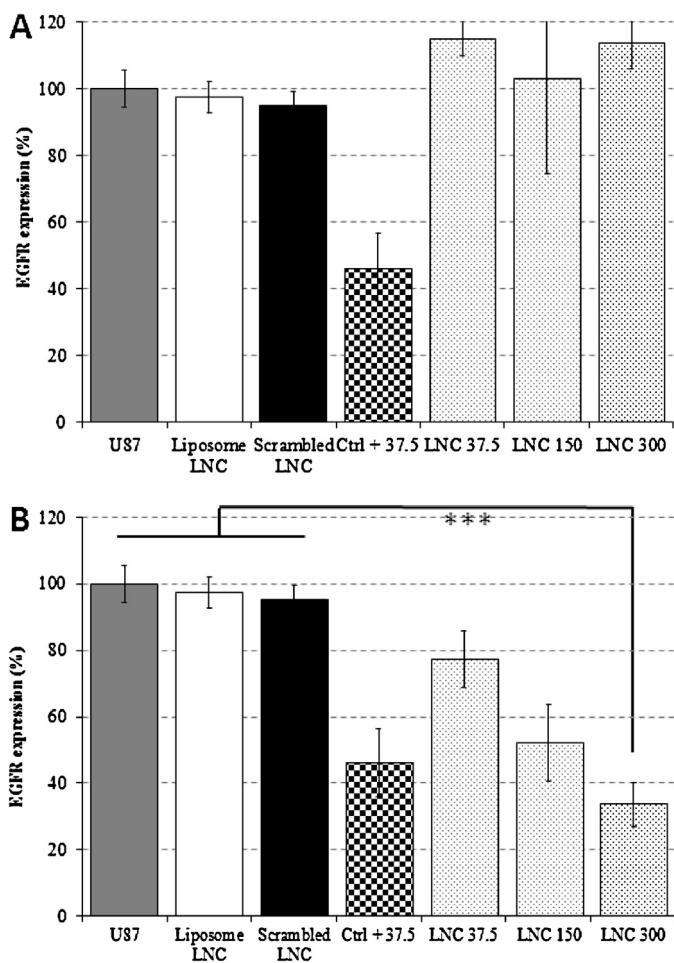 A
120
100
80
60
40
20
0
EGFR expression (%)
U87 Liposome Scrambled Ctrl + 37.5 LNC 37.5 LNC 150 LNC 300
LNC LNC
B
***
120
100
80
60
40
20
0
EGFR expression (%)
U87 Liposome Scrambled Ctrl + 37.5 LNC 37.5 LNC 150 LNC 300
LNC LNC